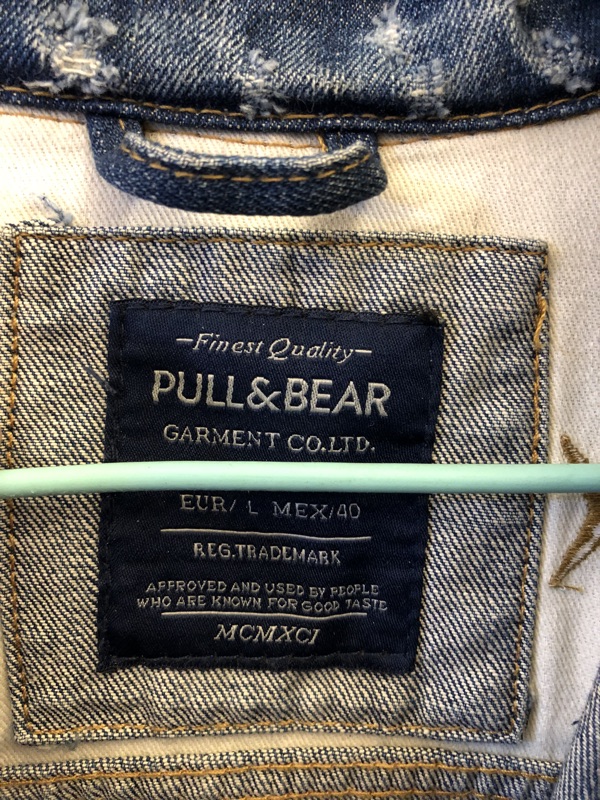 -Finest Quality-
PULL&BEAR
GARMENT CO.LTD.
EUR/ L MEX/40
REG.TRADEMARK
APPROVED AND USED BY PEOPLE
WHO ARE KNOWN FOR GOOD TASTE
MCMXCI